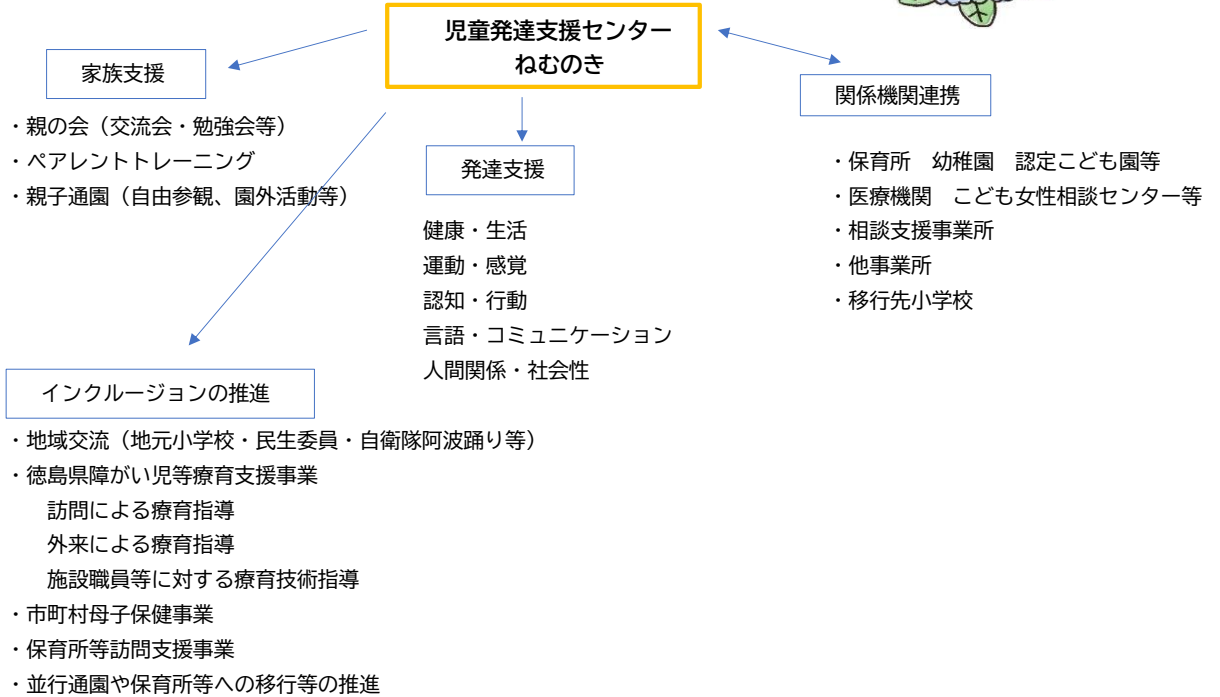 児童発達支援センター
ねむのき
家族支援
・親の会（交流会・勉強会等）
・ペアレントトレーニング
・親子通園（自由参観、園外活動等）
発達支援
健康・生活
運動・感覚
認知・行動
言語・コミュニケーション
人間関係・社会性
関係機関連携
・保育所　幼稚園　認定こども園等
・医療機関　こども女性相談センター等
・相談支援事業所
・他事業所
・移行先小学校
インクルージョンの推進
・地域交流（地元小学校・民生委員・自衛隊阿波踊り等）
・徳島県障がい児等療育支援事業
訪問による療育指導
外来による療育指導
施設職員等に対する療育技術指導
・市町村母子保健事業
・保育所等訪問支援事業
・並行通園や保育所等への移行等の推進